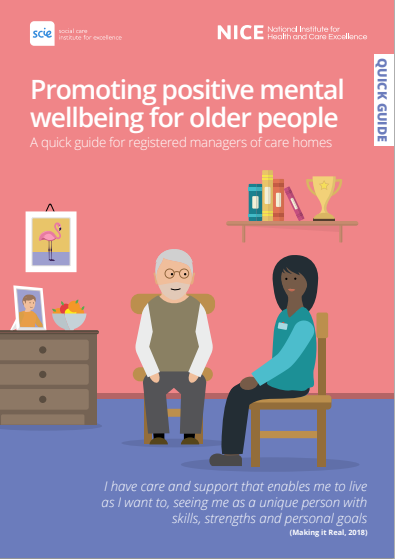 scie
social care
institute for excellence
NICE
National Institute for
Health and Care Excellence
QUICK GUIDE
Promoting positive mental
wellbeing for older people
A quick guide for registered managers of care homes
I have care and support that enables me to live
as I want to, seeing me as a unique person with
skills, strengths and personal goals
(Making it Real, 2018)